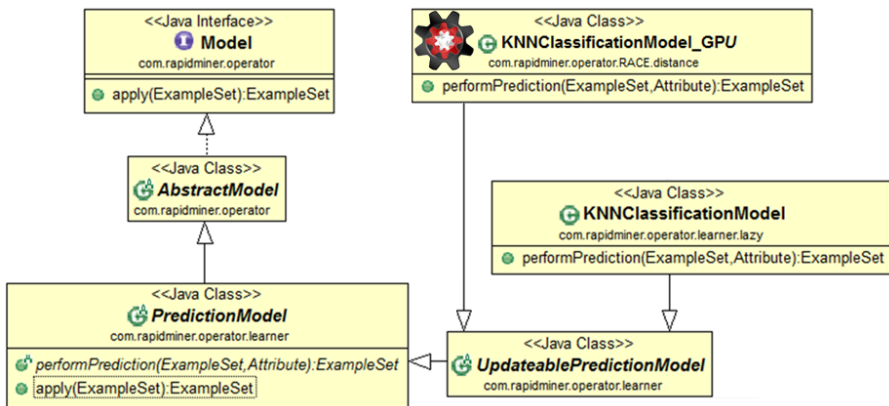 <<Java Interface>>
Model
com.rapidminer.operator
apply(ExampleSet):ExampleSet
<<Java Class>>
KNNClassificationModel_GPU
com.rapidminer.operator.RACE.distance
performPrediction(ExampleSet,Attribute):ExampleSet
<<Java Class>>
AbstractModel
com.rapidminer.operator
<<Java Class>>
KNNClassificationModel
com.rapidminer.operator.learner.lazy
performPrediction(ExampleSet,Attribute):ExampleSet
<<Java Class>>
PredictionModel
com.rapidminer.operator.learner
performPrediction(ExampleSet,Attribute):ExampleSet
apply(ExampleSet):ExampleSet
<<Java Class>>
UpdateablePredictionModel
com.rapidminer.operator.learner